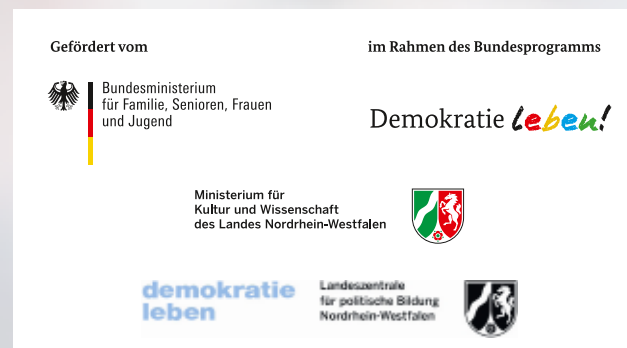 Gefördert vom
im Rahmen des Bundesprogramms
Bundesministerium
für Familie, Senioren, Frauen
und Jugend
Demokratie leben!
Ministerium für
Kultur und Wissenschaft
des Landes Nordrhein-Westfalen
demokratie
leben
Landeszentrale
für politische Bildung
Nordrhein-Westfalen